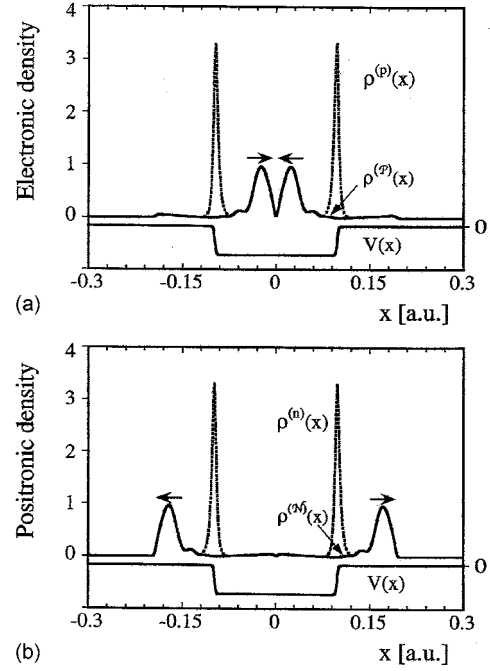 4
3
2
1
0
Electronic density
ρ(p)(x)
ρ(𝒫)(x)
0
V(x)
-0.3 -0.15 0 0.15 0.3
(a)
x [a.u.]
4
3
2
1
0
Positronic density
ρ(n)(x)
ρ(𝒩)(x)
0
V(x)
-0.3 -0.15 0 0.15 0.3
(b)
x [a.u.]